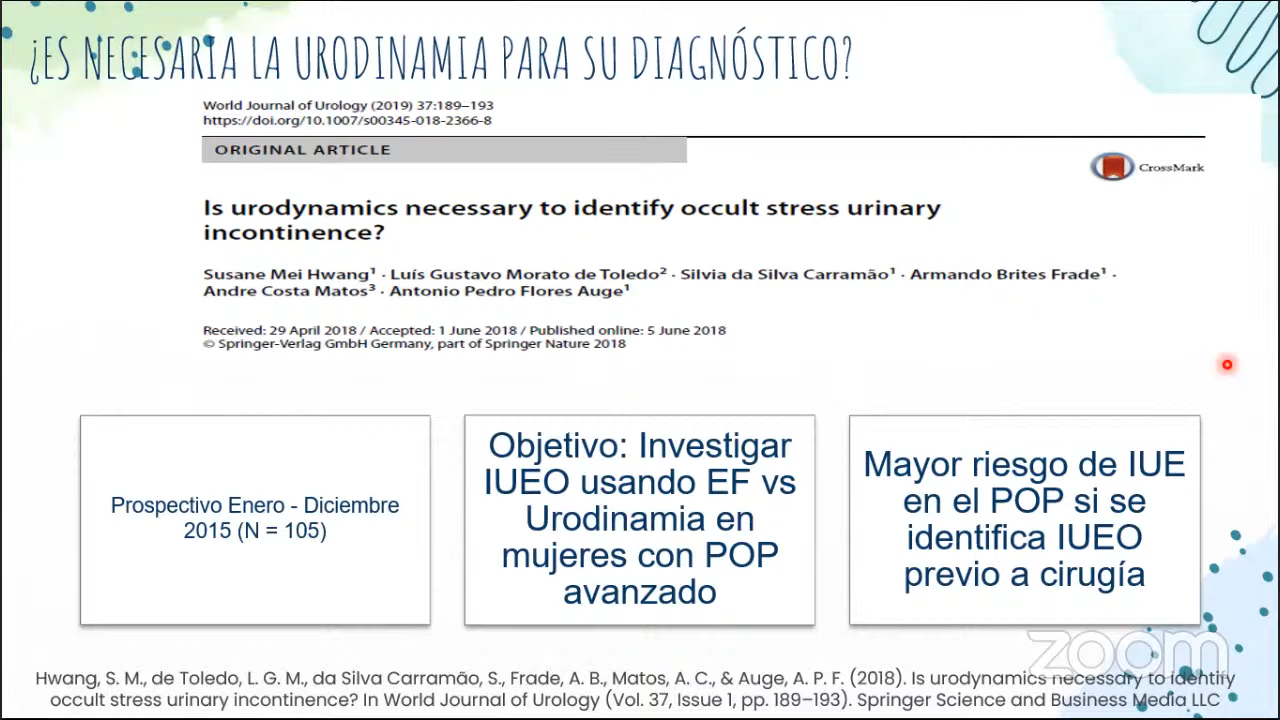 ¿ES NECESARIA LA URODINAMIA PARA SU DIAGNÓSTICO?
World Journal of Urology (2019) 37:189–193
https://doi.org/10.1007/s00345-018-2366-8
ORIGINAL ARTICLE
CrossMark
Is urodynamics necessary to identify occult stress urinary
incontinence?
Susane Mei Hwang¹ · Luís Gustavo Morato de Toledo² · Silvia da Silva Carramão¹ · Armando Brites Frade¹ ·
Andre Costa Matos³ · Antonio Pedro Flores Auge¹
Received: 29 April 2018 / Accepted: 1 June 2018 / Published online: 5 June 2018
© Springer-Verlag GmbH Germany, part of Springer Nature 2018
Prospectivo Enero - Diciembre
2015 (N = 105)
Objetivo: Investigar
IUEO usando EF vs
Urodinamia en
mujeres con POP
avanzado
Mayor riesgo de IUE
en el POP si se
identifica IUEO
previo a cirugía
zoom
Hwang, S. M., de Toledo, L. G. M., da Silva Carramão, S., Frade, A. B., Matos, A. C., & Auge, A. P. F. (2018). Is urodynamics necessary to identify
occult stress urinary incontinence? In World Journal of Urology (Vol. 37, Issue 1, pp. 189–193). Springer Science and Business Media LLC